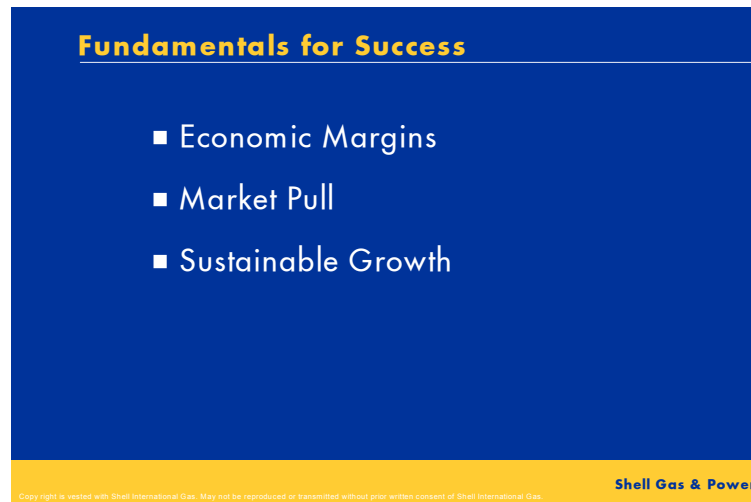 Fundamentals for Success
Economic Margins
Market Pull
Sustainable Growth
Shell Gas & Powe
Copy right is vested with Shell International Gas. May not be reproduced or transmitted without prior written consent of Shell International Gas.